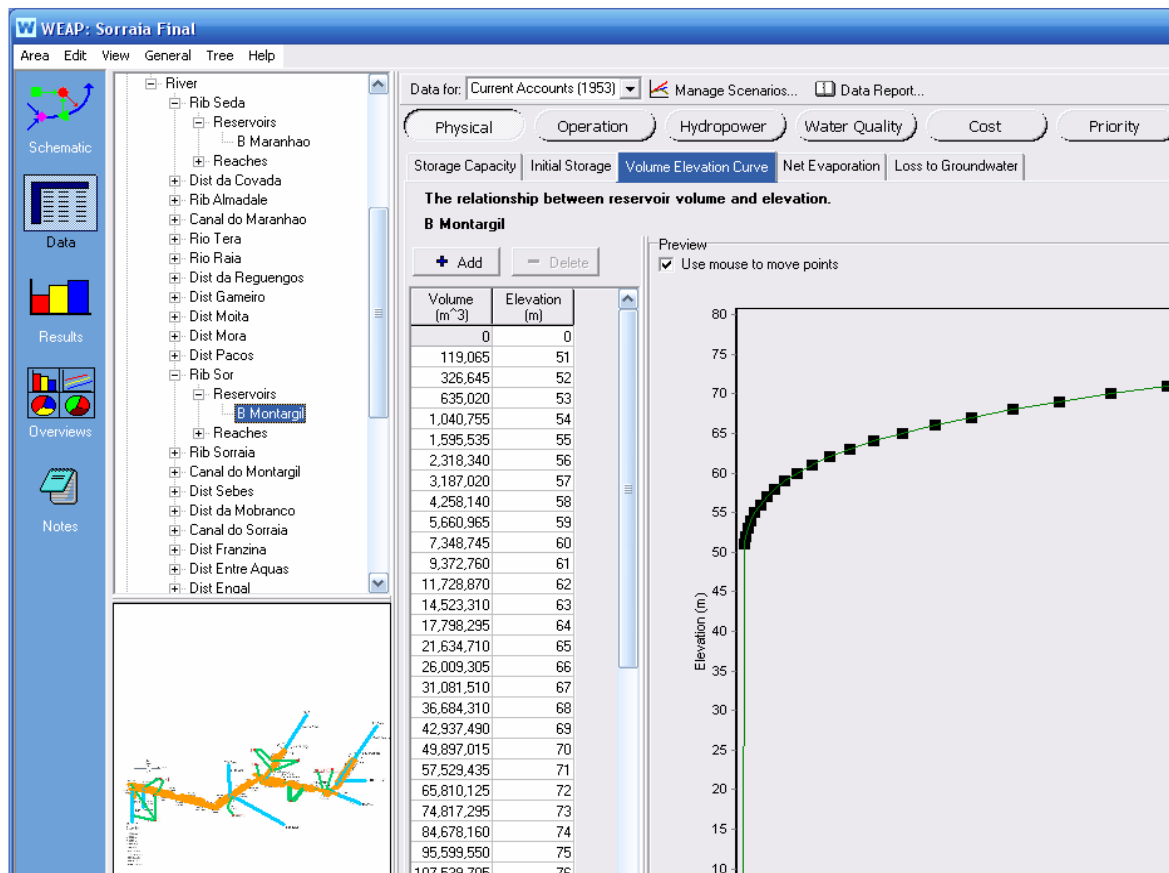 WEAP: Sorraia Final
Area Edit View General Tree Help
Schematic
Data
Results
Overviews
Notes
River
Rib Seda
Reservoirs
B Maranhao
Reaches
Dist da Covada
Rib Almadale
Canal do Maranhao
Rio Tera
Rio Raia
Dist da Reguengos
Dist Gameiro
Dist Moita
Dist Mora
Dist Pacos
Rib Sor
Reservoirs
B Montargil
Reaches
Rib Sorraia
Canal do Montargil
Dist Sebes
Dist da Mobranco
Canal do Sorraia
Dist Franzina
Dist Entre Aguas
Dist Engal
Data for: Current Accounts (1953) Manage Scenarios... Data Report...
Physical Operation Hydropower Water Quality Cost Priority
Storage Capacity Initial Storage Volume Elevation Curve Net Evaporation Loss to Groundwater
The relationship between reservoir volume and elevation.
B Montargil
+ Add - Delete
Volume (m^3) Elevation (m)
0 0
119,065 51
326,645 52
635,020 53
1,040,755 54
1,595,535 55
2,318,340 56
3,187,020 57
4,258,140 58
5,660,965 59
7,348,745 60
9,372,760 61
11,728,870 62
14,523,310 63
17,798,295 64
21,634,710 65
26,009,305 66
31,081,510 67
36,684,310 68
42,937,490 69
49,897,015 70
57,529,435 71
65,810,125 72
74,817,295 73
84,678,160 74
95,599,550 75
107,539,705 76
Preview
Use mouse to move points
Elevation (m)
80
75
70
65
60
55
50
45
40
35
30
25
20
15
10